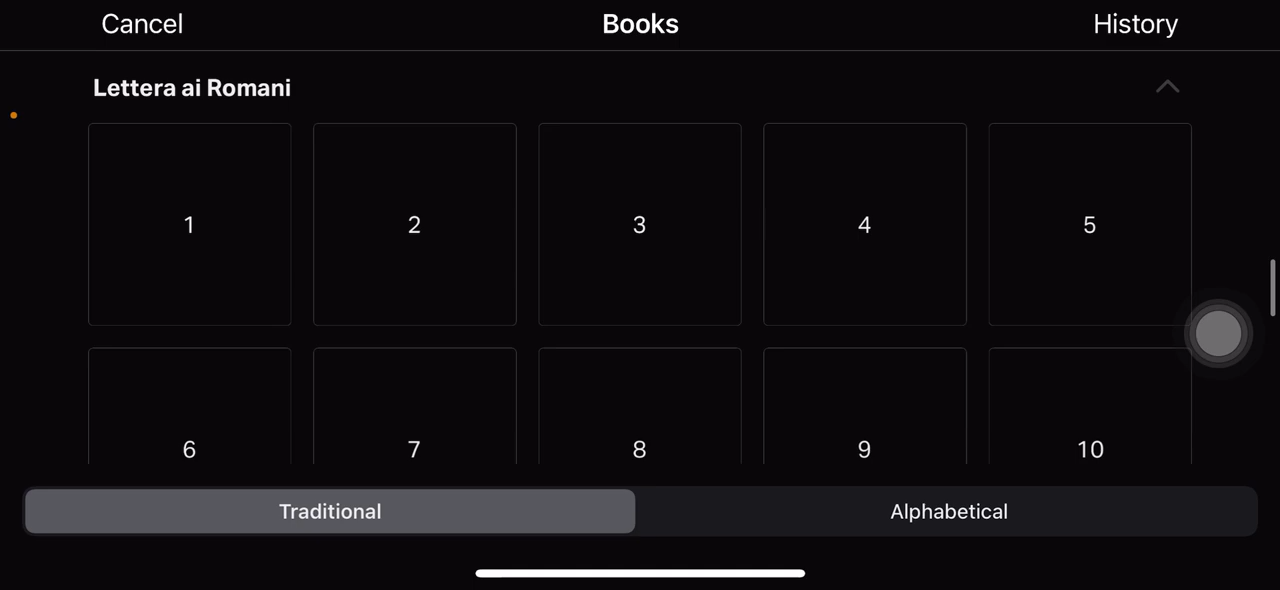 Cancel Books History
Lettera ai Romani
1 2 3 4 5
6 7 8 9 10
Traditional Alphabetical